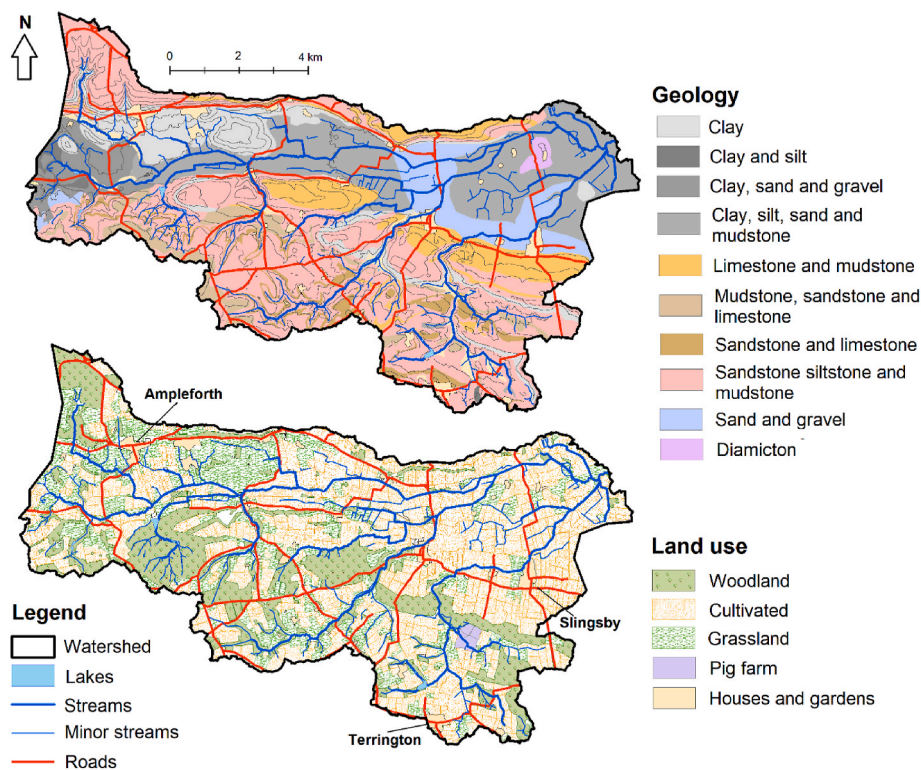 N
0 2 4 km
Geology
Clay
Clay and silt
Clay, sand and gravel
Clay, silt, sand and
mudstone
Limestone and mudstone
Mudstone, sandstone and
limestone
Sandstone and limestone
Sandstone siltstone and
mudstone
Sand and gravel
Diamicton
Ampleforth
Slingsby
Terrington
Legend
Watershed
Lakes
Streams
Minor streams
Roads
Land use
Woodland
Cultivated
Grassland
Pig farm
Houses and gardens